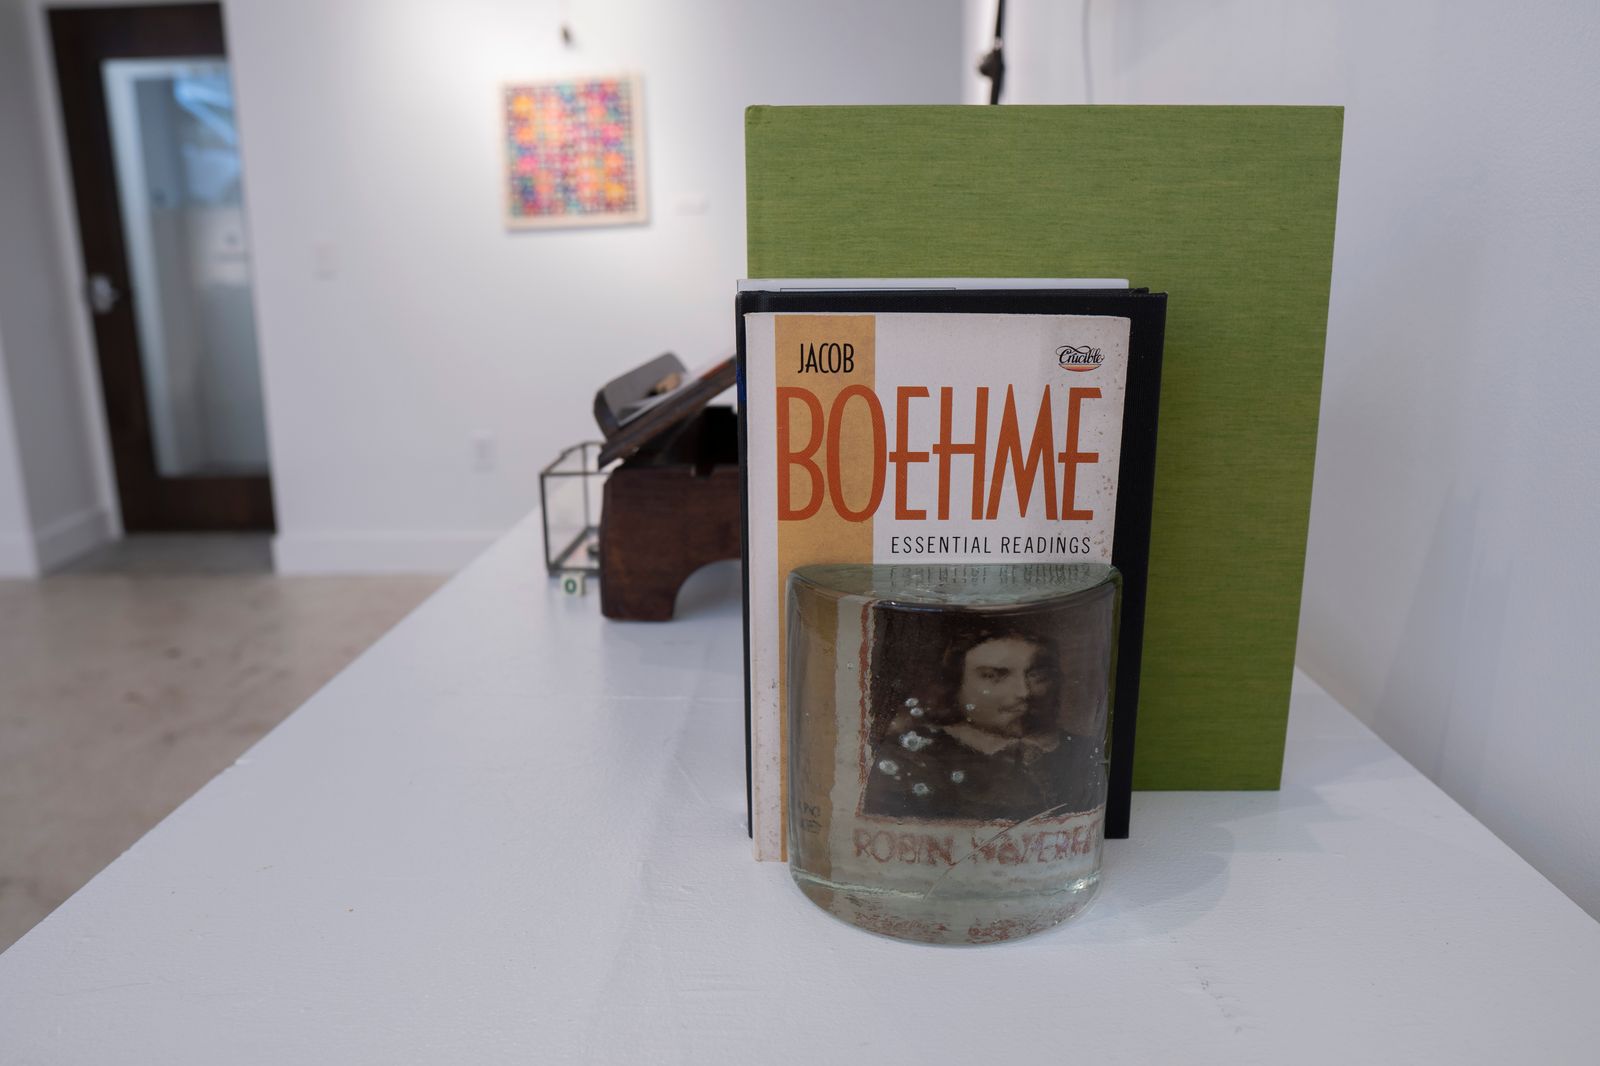 JACOB
Crucible
BOEHME
ESSENTIAL READINGS
ROBIN